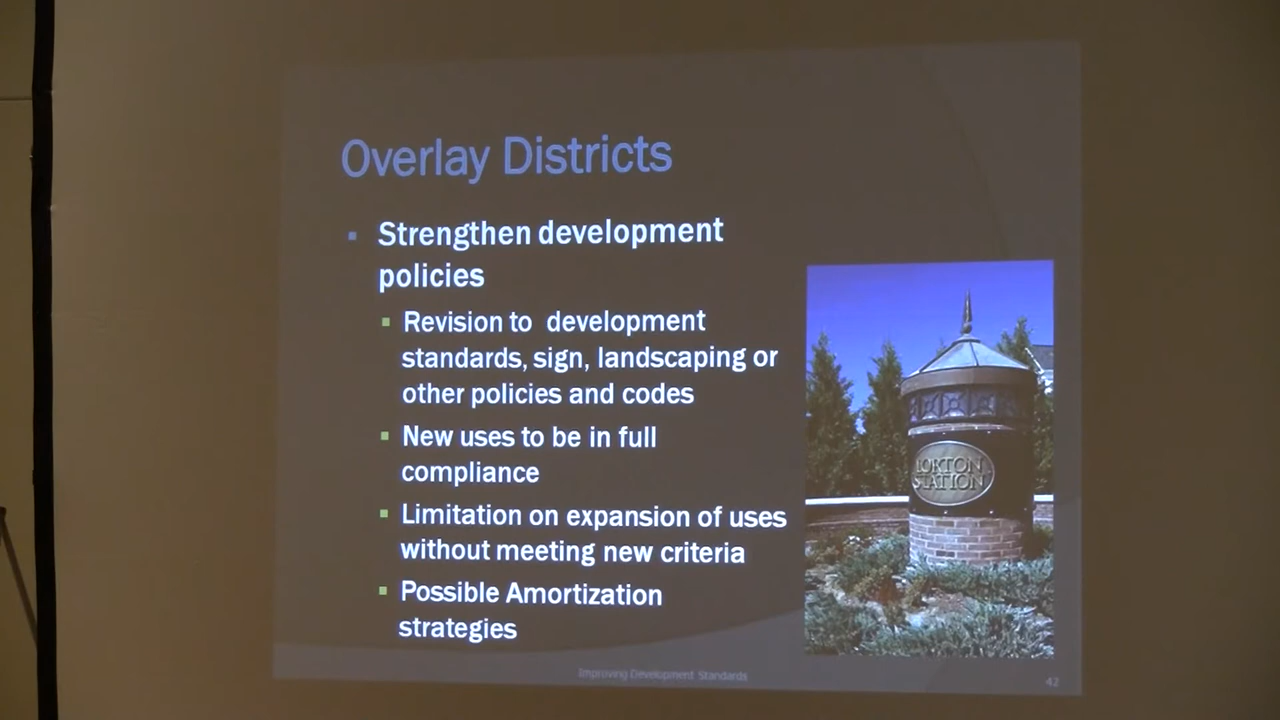 Overlay Districts
Strengthen development
policies
Revision to development
standards, sign, landscaping or
other policies and codes
New uses to be in full
compliance
Limitation on expansion of uses
without meeting new criteria
Possible Amortization
strategies
LORTON
STATION
Improving Development Standards
42